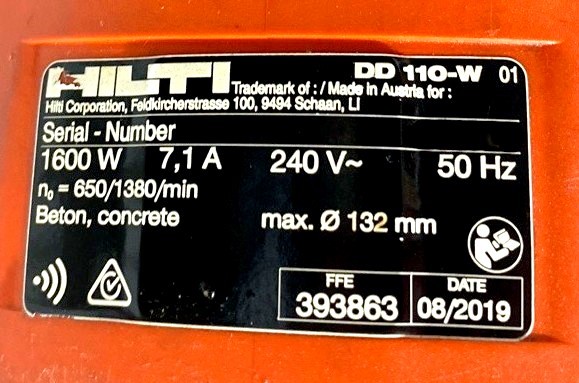 HILTI DD 110-W 01
Trademark of : / Made in Austria for :
Hilti Corporation, Feldkircherstrasse 100, 9494 Schaan, LI
Serial - Number
1600 W 7,1 A 240 V~ 50 Hz
n₀ = 650/1380/min
Beton, concrete max. Ø 132 mm
FFE DATE
393863 08/2019